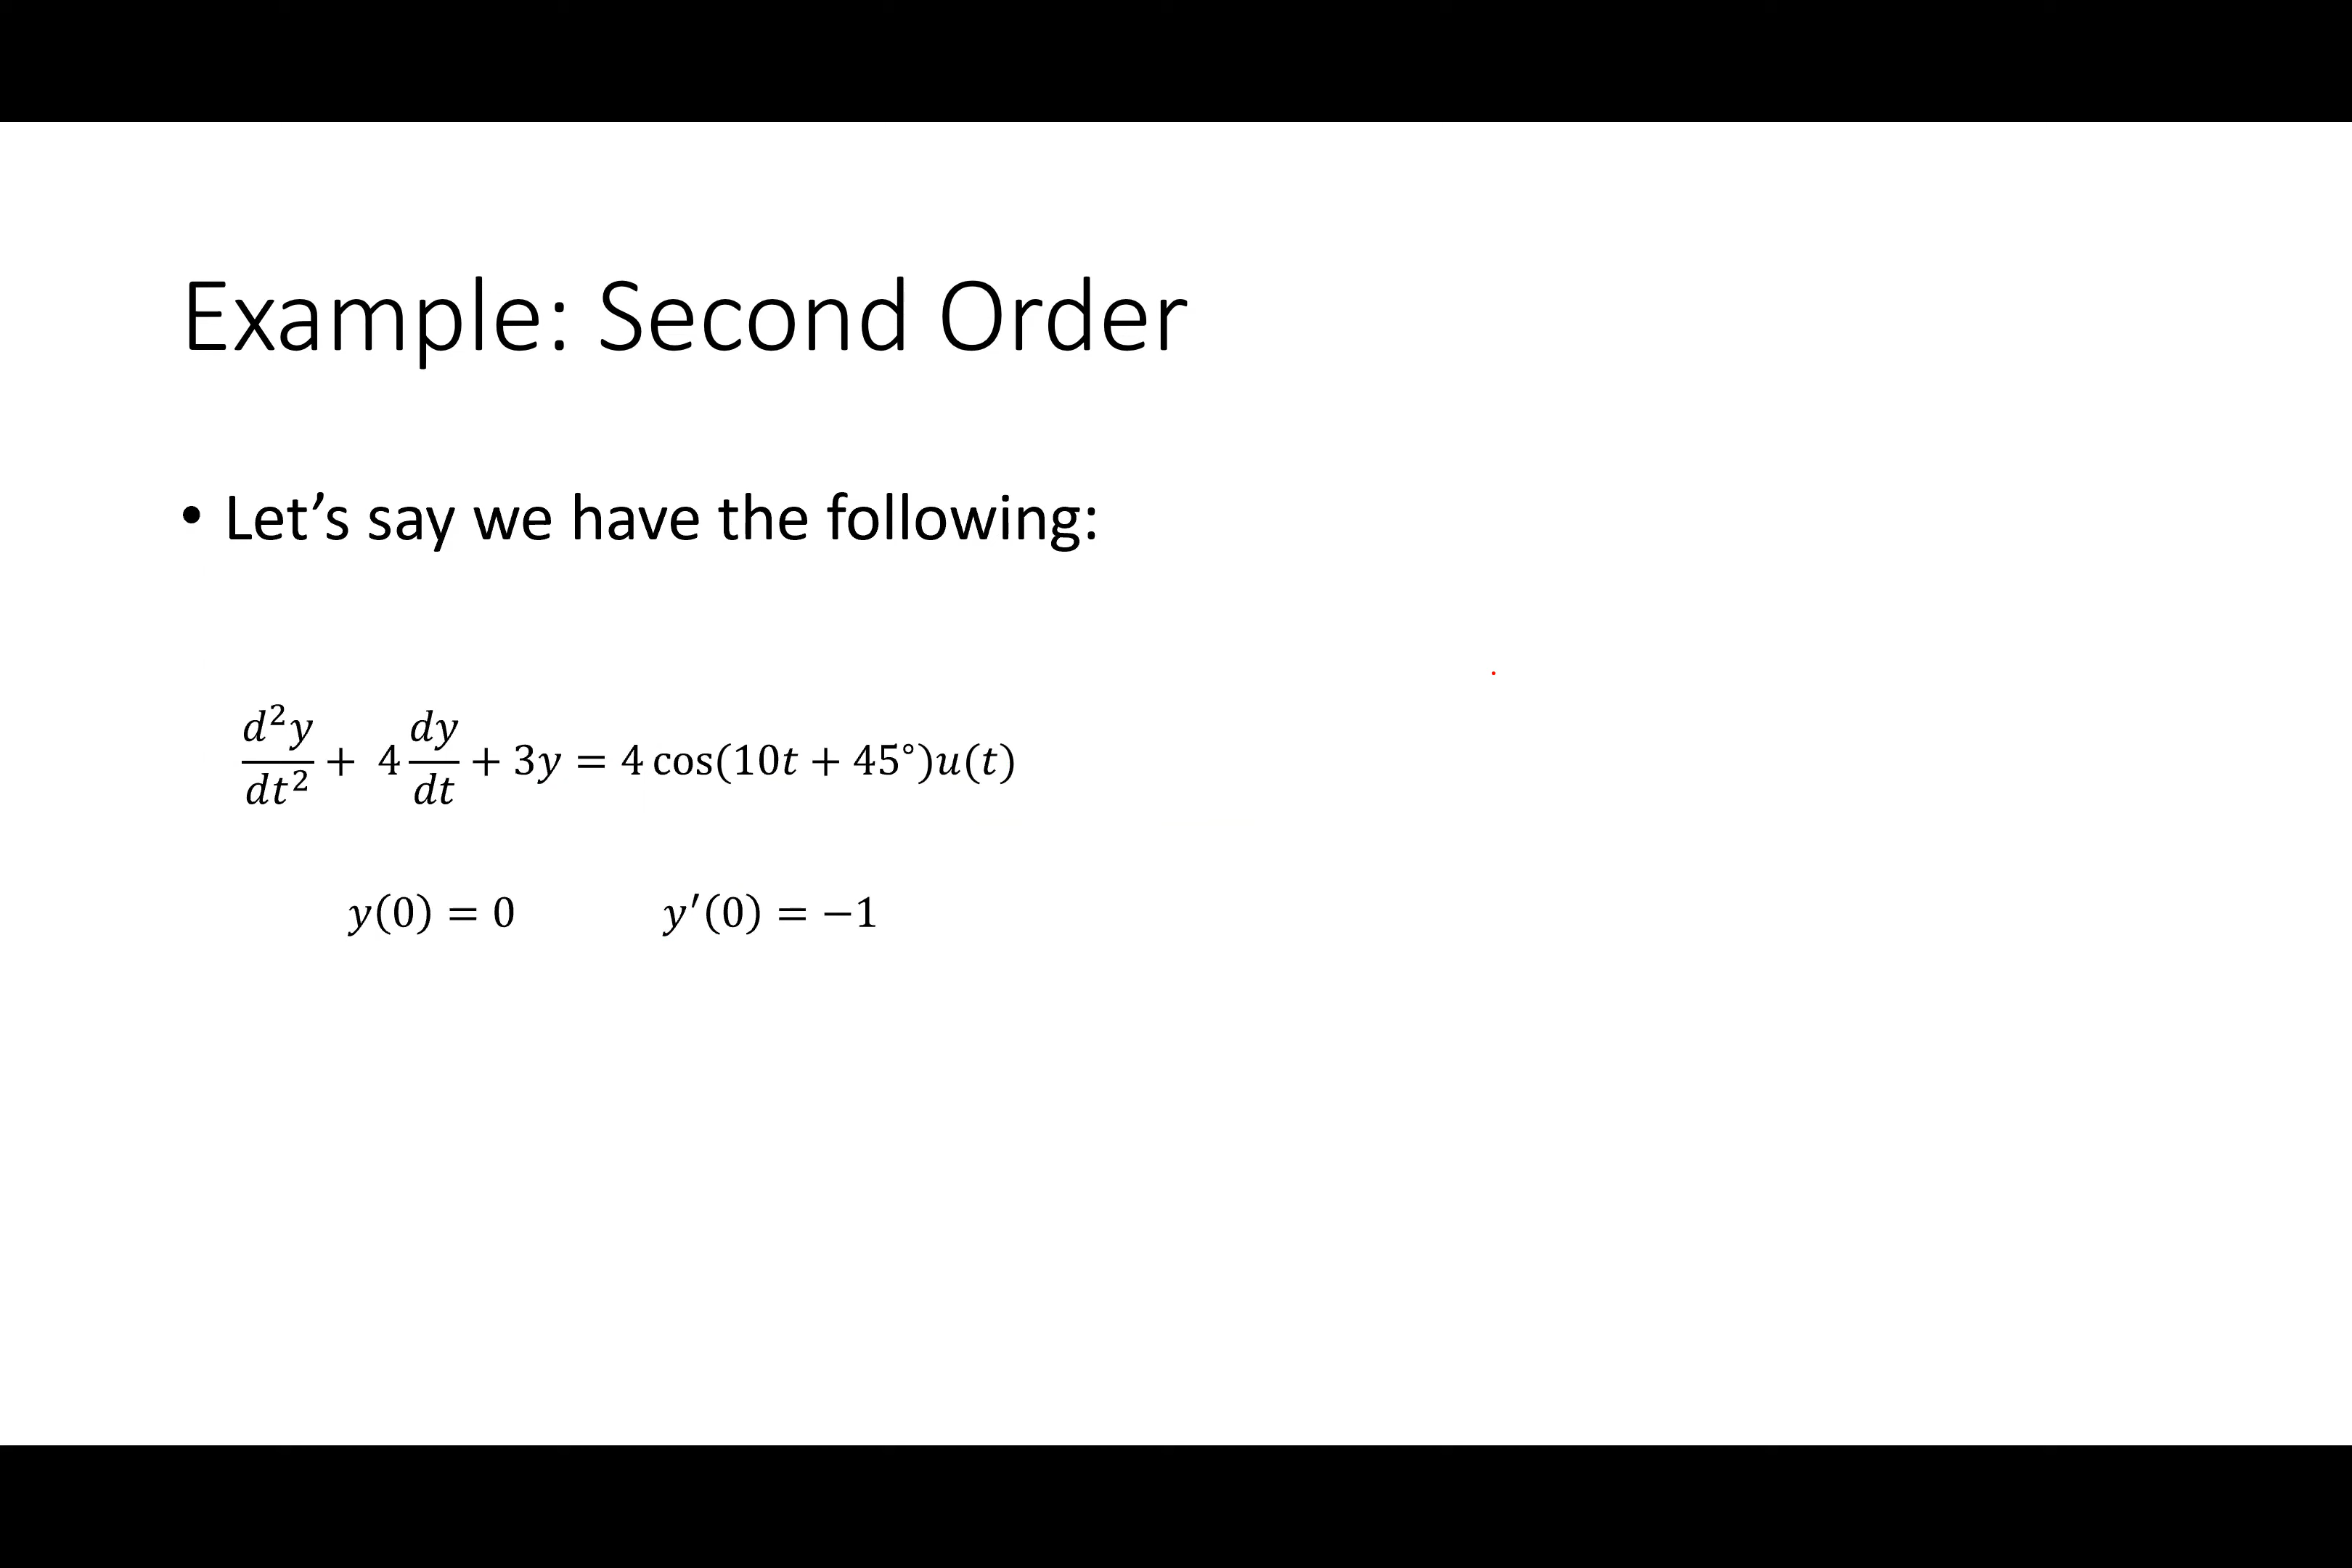 Example: Second Order
• Let’s say we have the following:
d²y/dt² + 4 dy/dt + 3y = 4 cos(10t + 45°)u(t)
y(0) = 0 y′(0) = −1